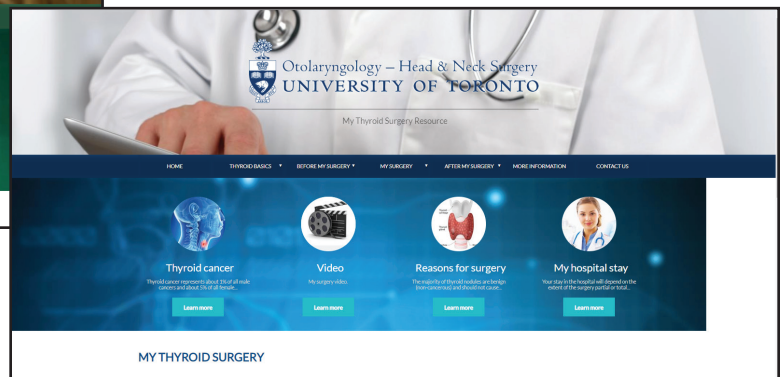 Otolaryngology – Head & Neck Surgery
UNIVERSITY OF TORONTO
My Thyroid Surgery Resource
HOME THYROID BASICS BEFORE MY SURGERY MY SURGERY AFTER MY SURGERY MORE INFORMATION CONTACT US
Thyroid cancer
Thyroid cancer represents about 1% of all male
cancers and about 5% of all female...
Learn more
Video
My surgery video.
Learn more
Reasons for surgery
The majority of thyroid nodules are benign
(non-cancerous) and should not cause...
Learn more
My hospital stay
Your stay in the hospital will depend on the
extent of the surgery partial or total...
Learn more
MY THYROID SURGERY